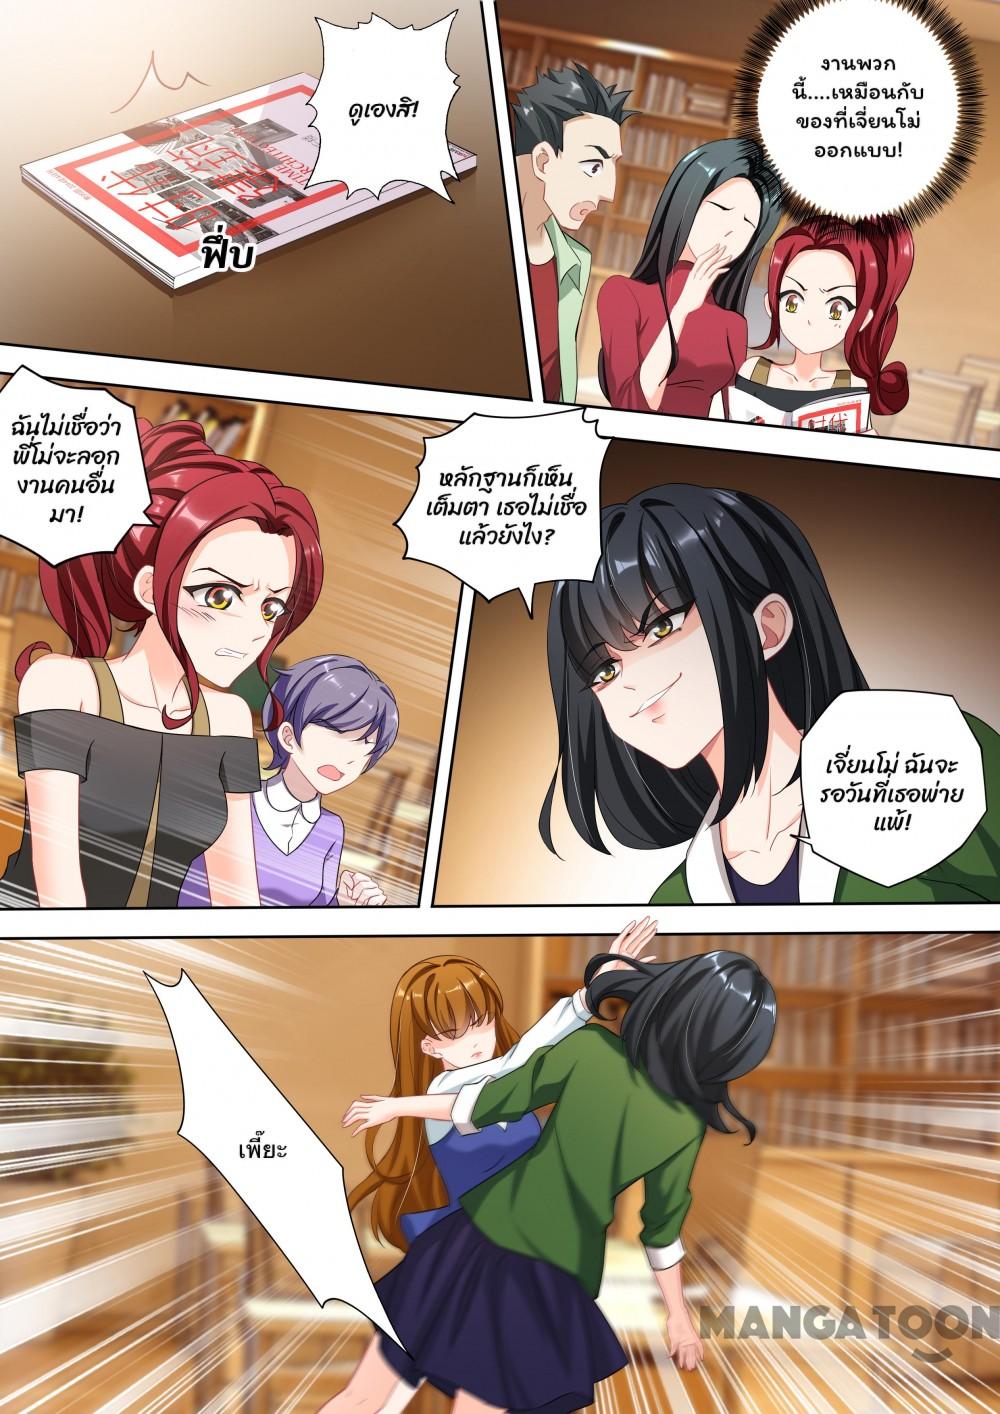 ดูเองสิ!
ฟึ่บ
งานพวก
นี้....เหมือนกับ
ของที่เจี่ยนโม่
ออกแบบ!
ฉันไม่เชื่อว่า
พี่โม่จะลอก
งานคนอื่น
มา!
หลักฐานก็เห็น
เต็มตา เธอไม่เชื่อ
แล้วยังไง?
เจี่ยนโม่ ฉันจะ
รอวันที่เธอพ่าย
แพ้!
เพี๊ยะ
MANGATOON